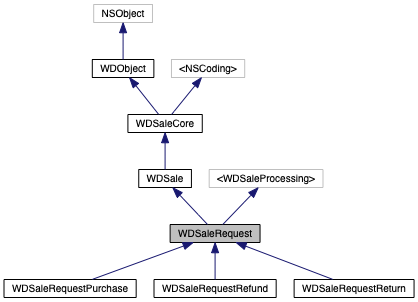 NSObject
WDObject
<NSCoding>
WDSaleCore
WDSale
<WDSaleProcessing>
WDSaleRequest
WDSaleRequestPurchase
WDSaleRequestRefund
WDSaleRequestReturn